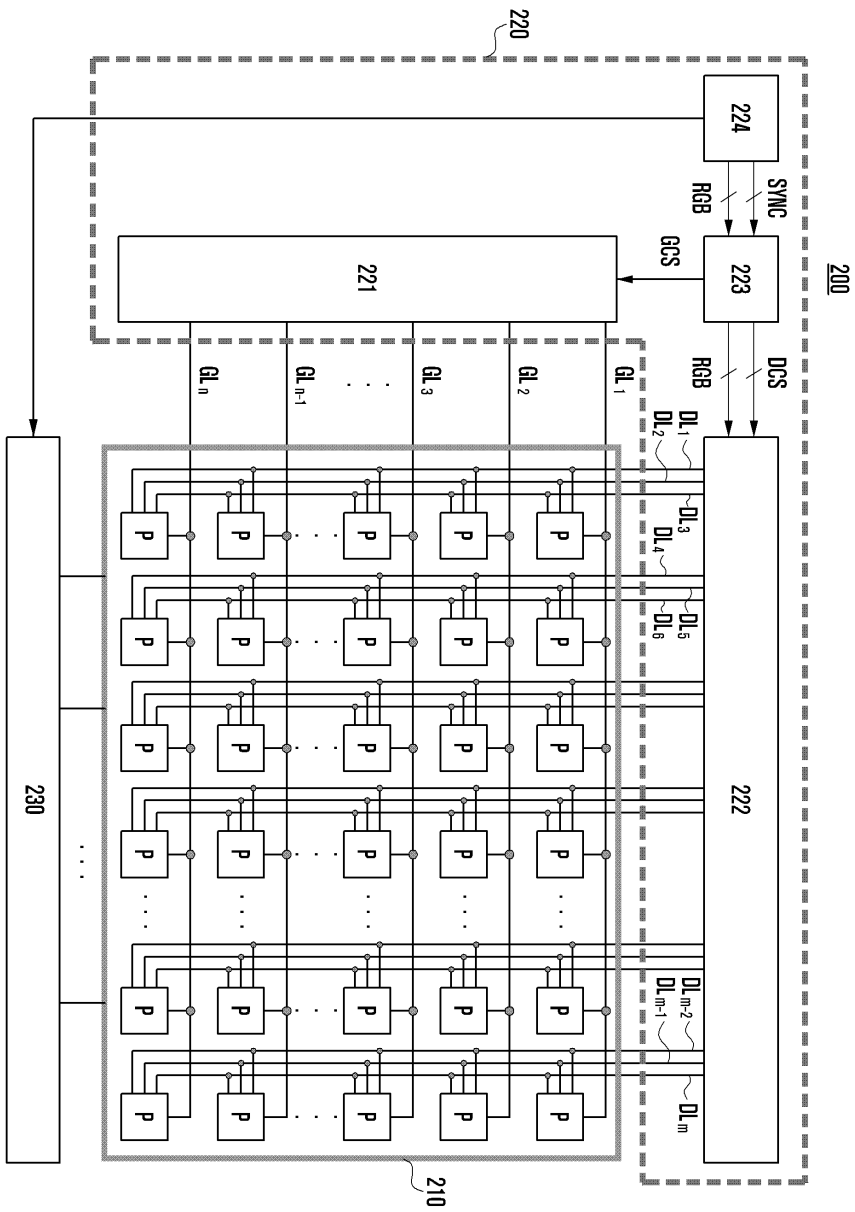 200
SYNC DCS
224 223 222
RGB RGB
GCS
DL1 DL3 DL5 DLm-2 DLm
DL2 DL4 DL6 DLm-1
GL1
P P P P P P
220
GL2
P P P P P P
210
GL3
P P P P P P
221
GLn-1
P P P P P P
GLn
P P P P P P
230